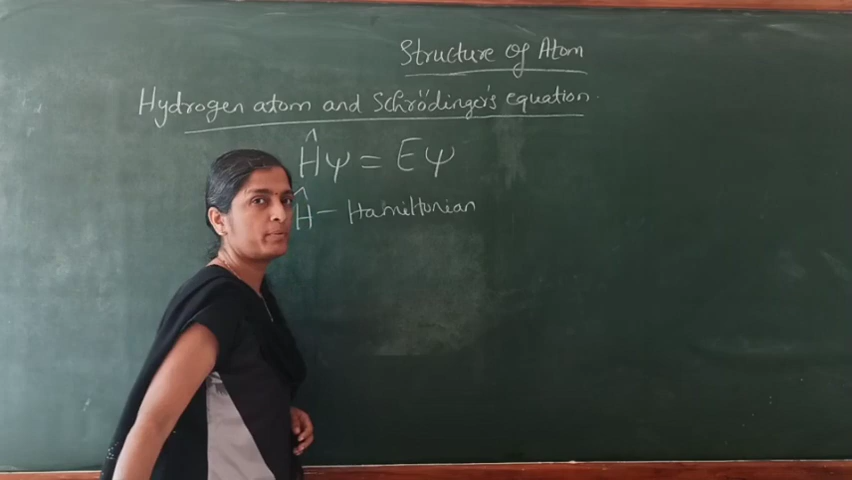 Structure of Atom
Hydrogen atom and Schrödinger's equation.
Ĥψ = Eψ
Ĥ - Hamiltonian